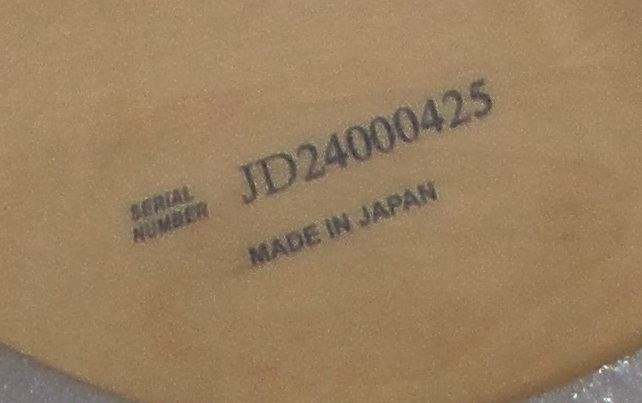 SERIAL
NUMBER
JD24000425
MADE IN JAPAN